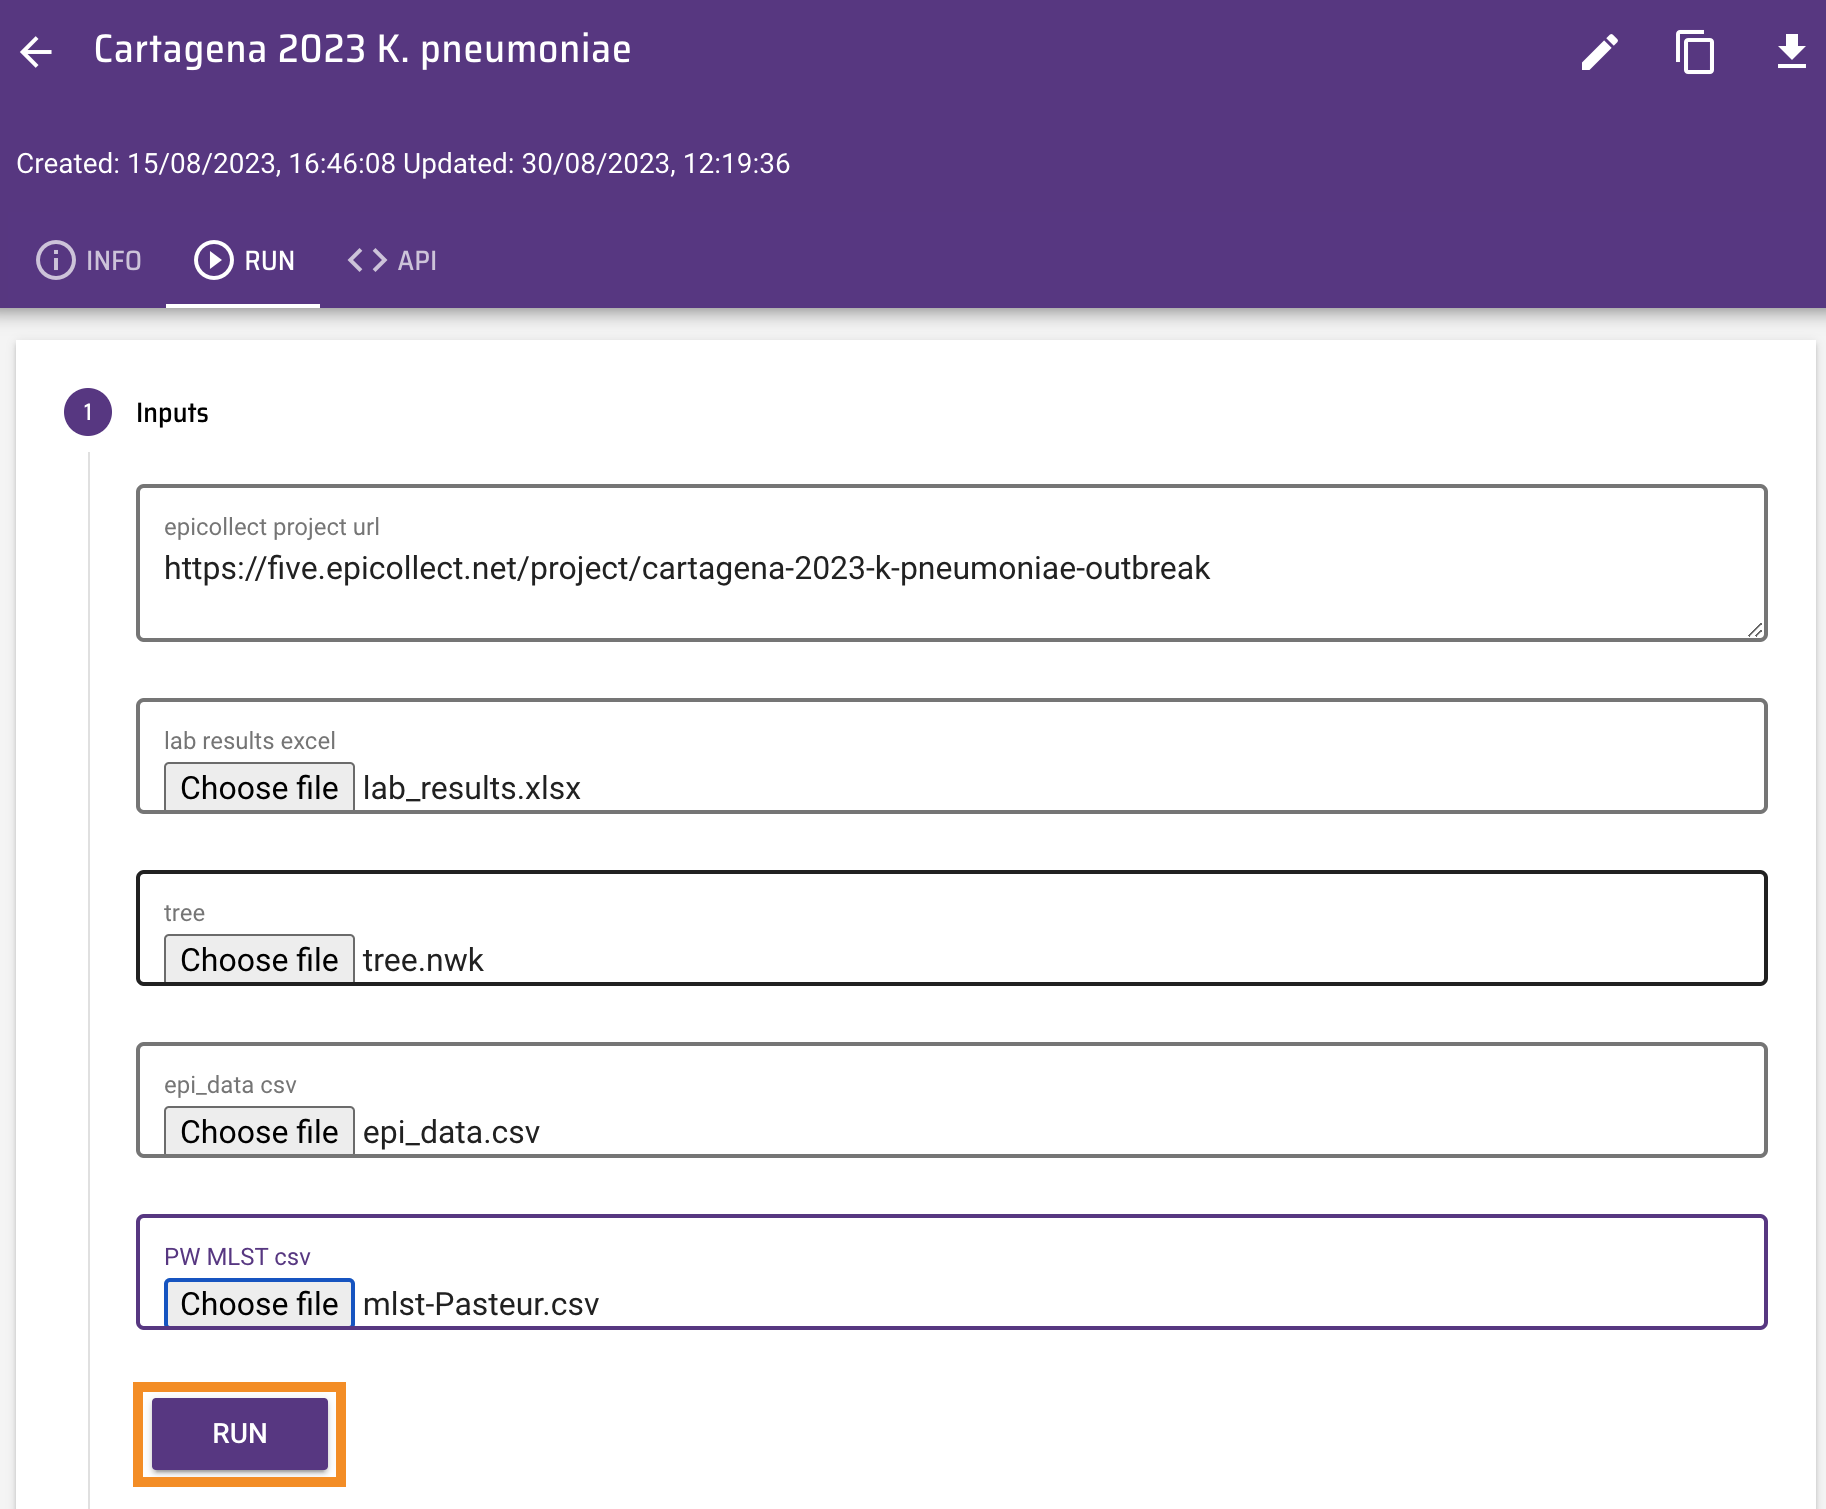 Cartagena 2023 K. pneumoniae
Created: 15/08/2023, 16:46:08 Updated: 30/08/2023, 12:19:36
INFO RUN API
1 Inputs
epicollect project url
https://five.epicollect.net/project/cartagena-2023-k-pneumoniae-outbreak
lab results excel
Choose file lab_results.xlsx
tree
Choose file tree.nwk
epi_data csv
Choose file epi_data.csv
PW MLST csv
Choose file mlst-Pasteur.csv
RUN